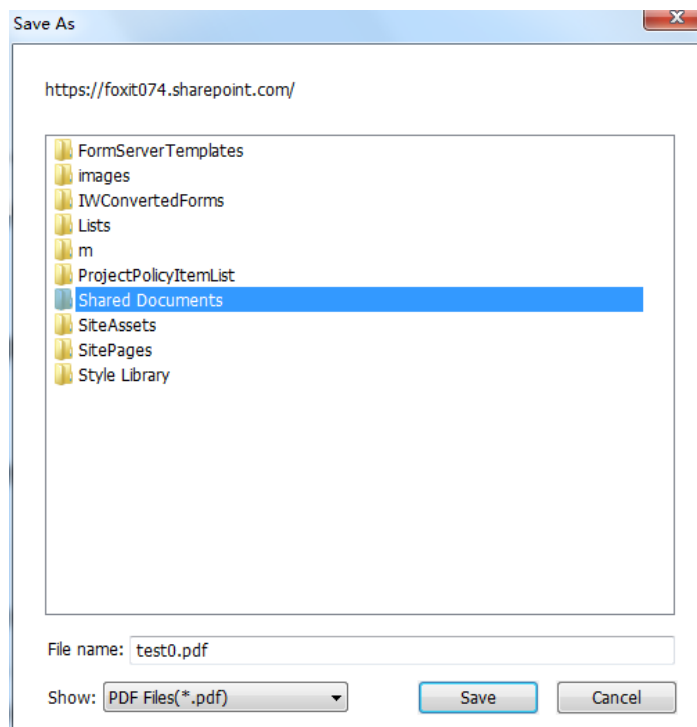 Save As
https://foxit074.sharepoint.com/
FormServerTemplates
images
IWConvertedForms
Lists
m
ProjectPolicyItemList
Shared Documents
SiteAssets
SitePages
Style Library
File name: test0.pdf
Show: PDF Files(*.pdf) Save Cancel